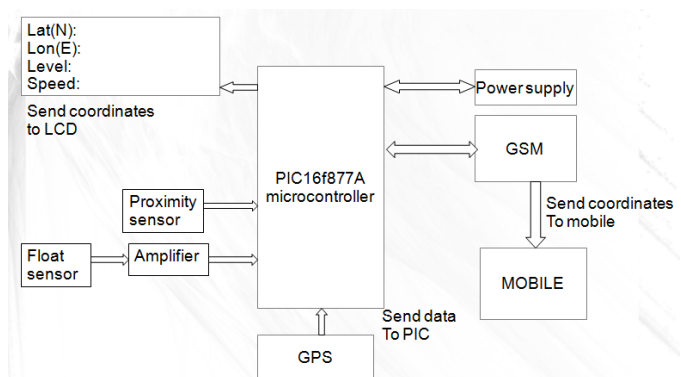 Lat(N):
Lon(E):
Level:
Speed:
Send coordinates
to LCD
Power supply
PIC16f877A
microcontroller
GSM
Proximity
sensor
Send coordinates
To mobile
Float
sensor
Amplifier
MOBILE
Send data
To PIC
GPS